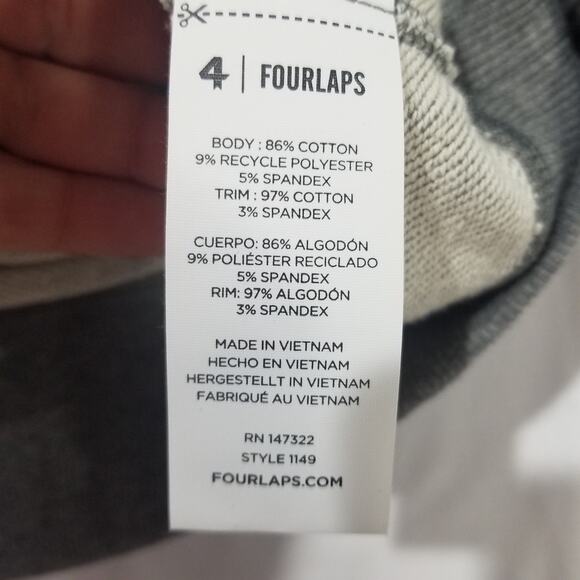 4 | FOURLAPS
BODY : 86% COTTON
9% RECYCLE POLYESTER
5% SPANDEX
TRIM : 97% COTTON
3% SPANDEX
CUERPO: 86% ALGODÓN
9% POLIÉSTER RECICLADO
5% SPANDEX
RIM: 97% ALGODÓN
3% SPANDEX
MADE IN VIETNAM
HECHO EN VIETNAM
HERGESTELLT IN VIETNAM
FABRIQUÉ AU VIETNAM
RN 147322
STYLE 1149
FOURLAPS.COM